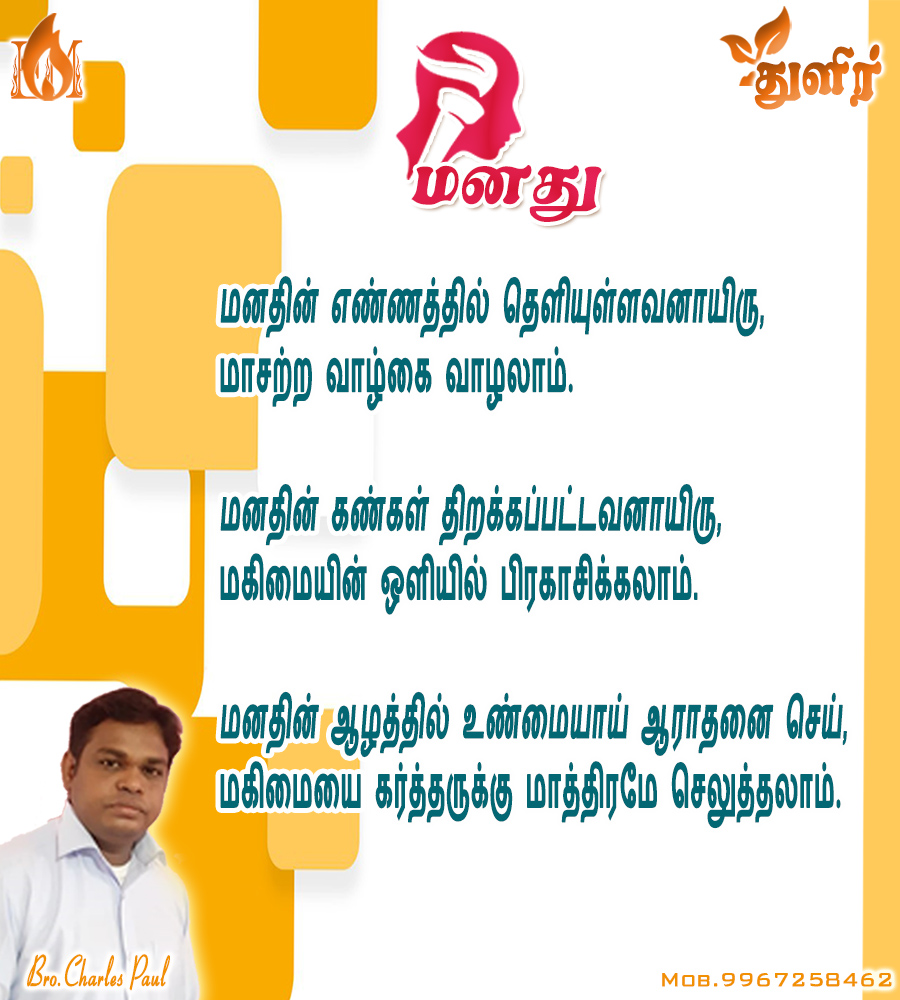 துளிர்
மனது
மனதின் எண்ணத்தில் தெளியுள்ளவனாயிரு,
மாசற்ற வாழ்கை வாழலாம்.
மனதின் கண்கள் திறக்கப்பட்டவனாயிரு,
மகிமையின் ஒளியில் பிரகாசிக்கலாம்.
மனதின் ஆழத்தில் உண்மையாய் ஆராதனை செய்,
மகிமையை கர்த்தருக்கு மாத்திரமே செலுத்தலாம்.
Bro.Charles Paul
Mob.9967258462